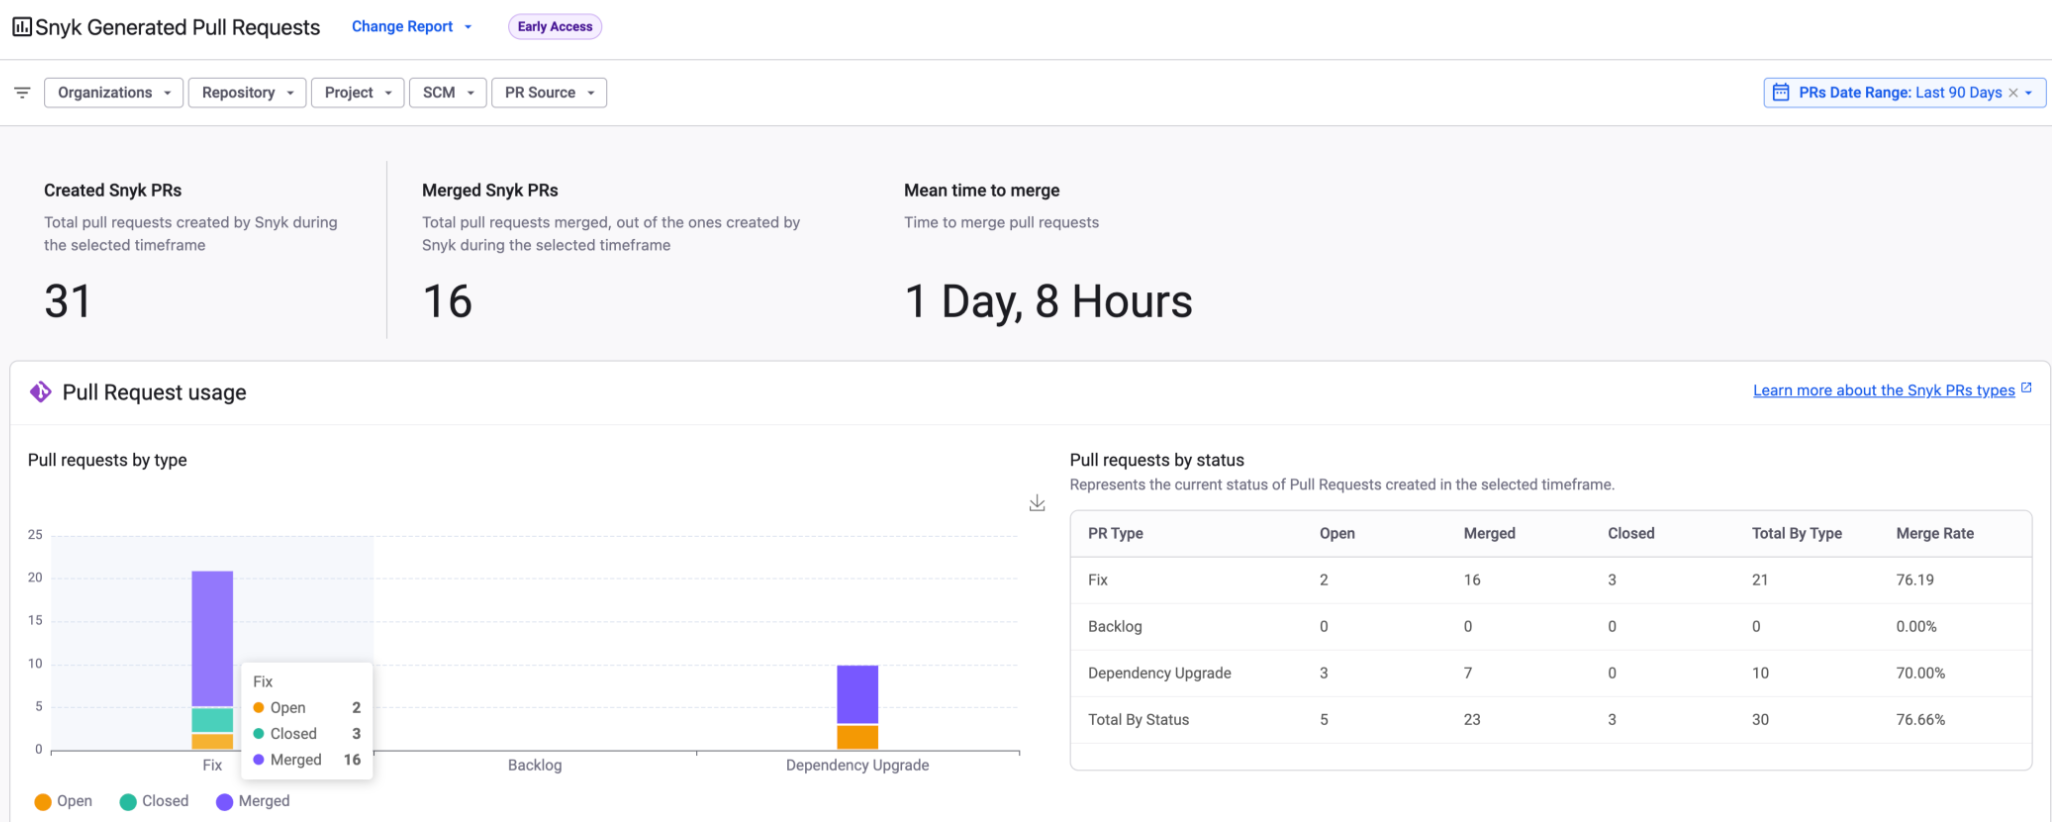 Snyk Generated Pull Requests Change Report Early Access
Organizations Repository Project SCM PR Source PRs Date Range: Last 90 Days
Created Snyk PRs
Total pull requests created by Snyk during
the selected timeframe
31
Merged Snyk PRs
Total pull requests merged, out of the ones created by
Snyk during the selected timeframe
16
Mean time to merge
Time to merge pull requests
1 Day, 8 Hours
Pull Request usage
Learn more about the Snyk PRs types
Pull requests by type
25
20
15
10
5
0
Fix
Open 2
Closed 3
Merged 16
Fix Backlog Dependency Upgrade
Open Closed Merged
Pull requests by status
Represents the current status of Pull Requests created in the selected timeframe.
PR Type Open Merged Closed Total By Type Merge Rate
Fix 2 16 3 21 76.19
Backlog 0 0 0 0 0.00%
Dependency Upgrade 3 7 0 10 70.00%
Total By Status 5 23 3 30 76.66%